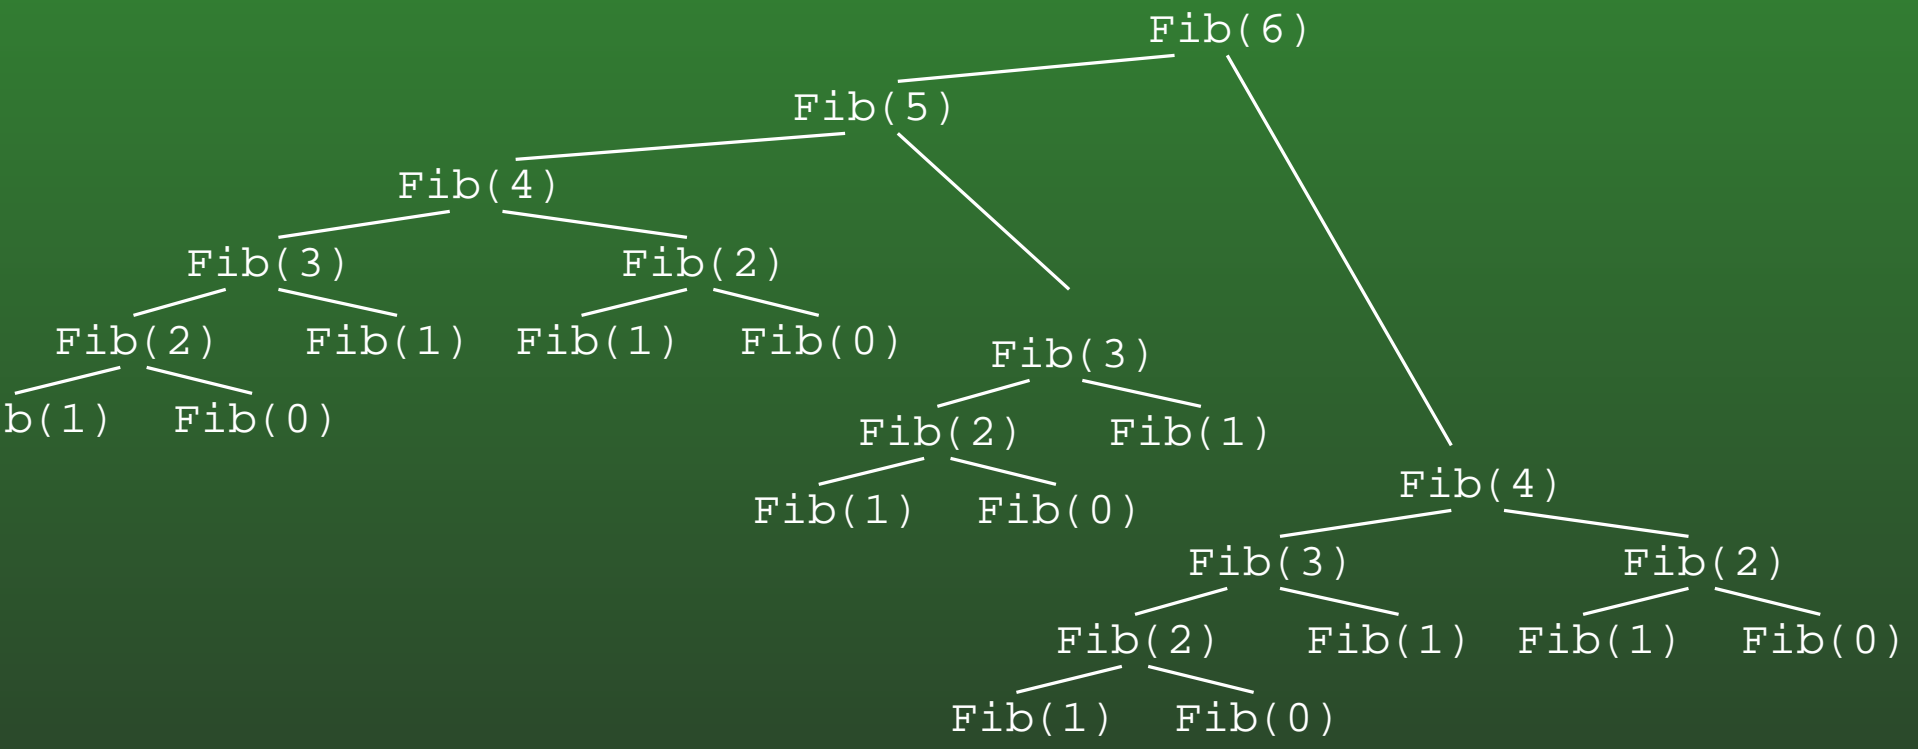 Fib(6)
Fib(5)
Fib(4)
Fib(3) Fib(2)
Fib(2) Fib(1) Fib(1) Fib(0)
Fib(3)
b(1) Fib(0)
Fib(2) Fib(1)
Fib(4)
Fib(1) Fib(0)
Fib(3) Fib(2)
Fib(2) Fib(1) Fib(1) Fib(0)
Fib(1) Fib(0)